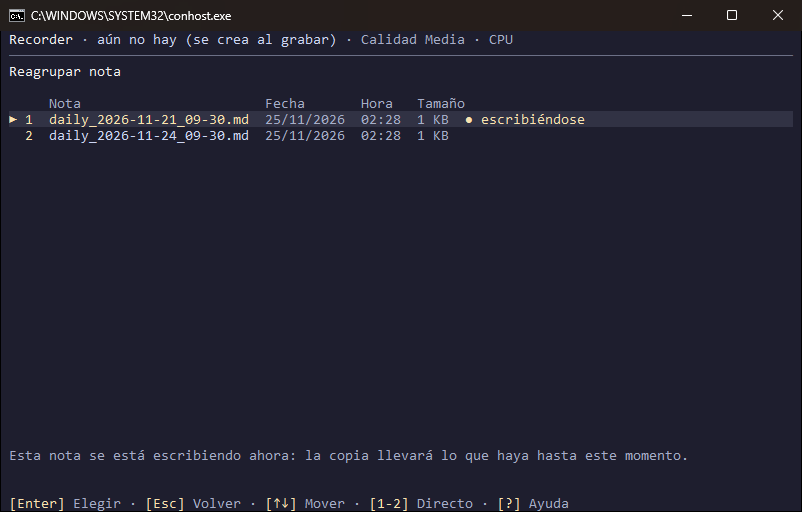 C:\WINDOWS\SYSTEM32\conhost.exe
Recorder · aún no hay (se crea al grabar) · Calidad Media · CPU
Reagrupar nota
Nota Fecha Hora Tamaño
► 1 daily_2026-11-21_09-30.md 25/11/2026 02:28 1 KB ● escribiéndose
2 daily_2026-11-24_09-30.md 25/11/2026 02:28 1 KB
Esta nota se está escribiendo ahora: la copia llevará lo que haya hasta este momento.
[Enter] Elegir · [Esc] Volver · [↑↓] Mover · [1-2] Directo · [?] Ayuda